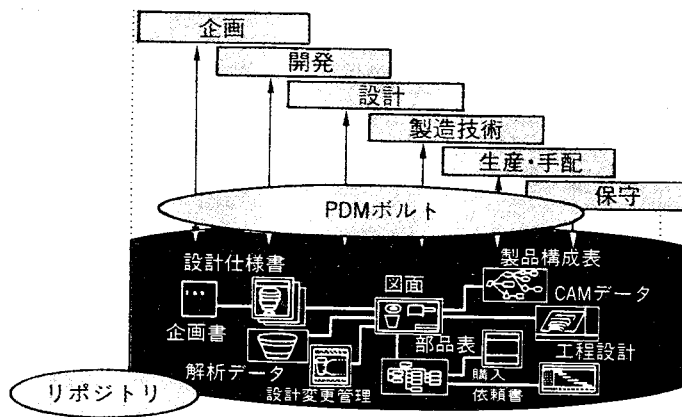 企画
開発
設計
製造技術
生産・手配
保守
PDMボルト
設計仕様書
製品構成表
図面
CAMデータ
企画書
部品表
工程設計
解析データ
購入
依頼書
設計変更管理
リポジトリ